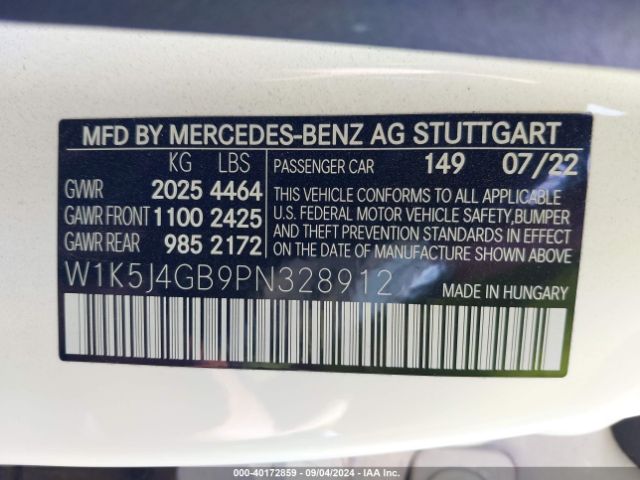 MFD BY MERCEDES-BENZ AG STUTTGART
KG LBS
GVWR 2025 4464
GAWR FRONT 1100 2425
GAWR REAR 985 2172
PASSENGER CAR 149 07/22
THIS VEHICLE CONFORMS TO ALL APPLICABLE
U.S. FEDERAL MOTOR VEHICLE SAFETY,BUMPER
AND THEFT PREVENTION STANDARDS IN EFFECT
ON THE DATE OF MANUFACTURE SHOWN ABOVE
W1K5J4GB9PN328912
MADE IN HUNGARY
000-40172859 - 09/04/2024 - IAA Inc.